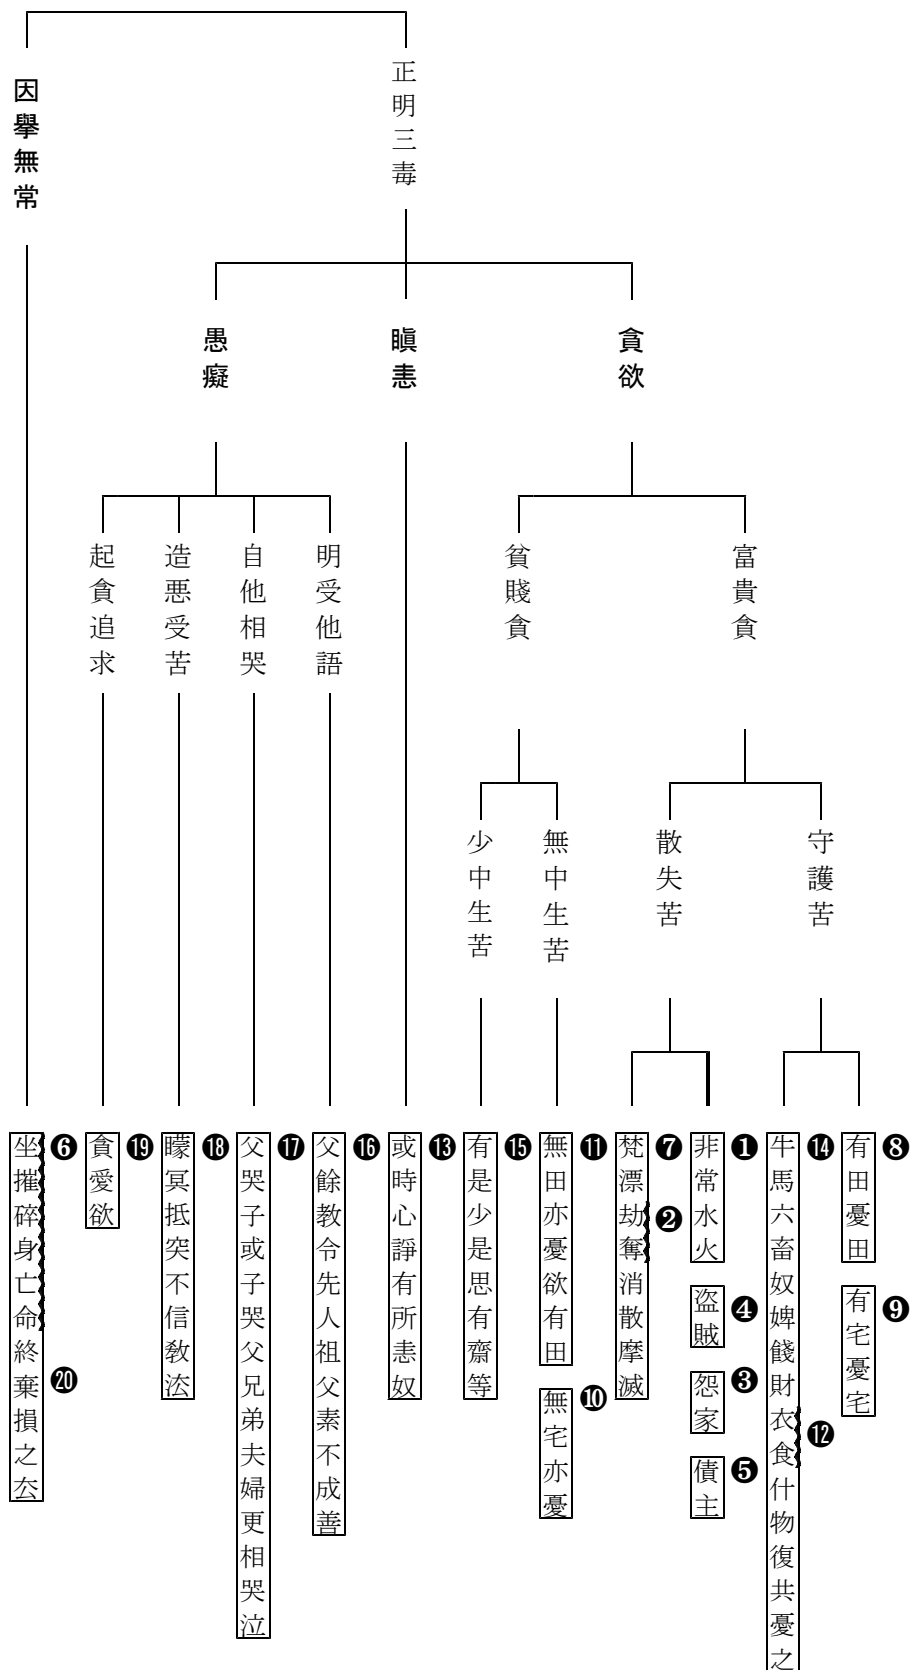 正明三毒
因擧無常
貪欲
瞋恚
愚癡
富貴貪
貧賤貪
明受他語
自他相哭
造悪受苦
起貪追求
守護苦
散失苦
無中生苦
少中生苦
❽
有田憂田
❾
有宅憂宅
⓮
牛馬六畜奴婢餞財衣食什物復共憂之
⓬
❶
非常水火
❹
盜賊
❸
怨家
❺
債主
❼
梵漂劫奪消散摩滅
❷
⓫
無田亦憂欲有田
❿
無宅亦憂
⓯
有是少是思有齋等
⓭
或時心諍有所恚奴
⓰
父餘教令先人祖父素不成善
⓱
父哭子或子哭父兄弟夫婦更相哭泣
⓲
矇冥抵突不信教㳒
⓳
貪愛欲
❻
坐摧碎身亡命終棄損之厺
⓴